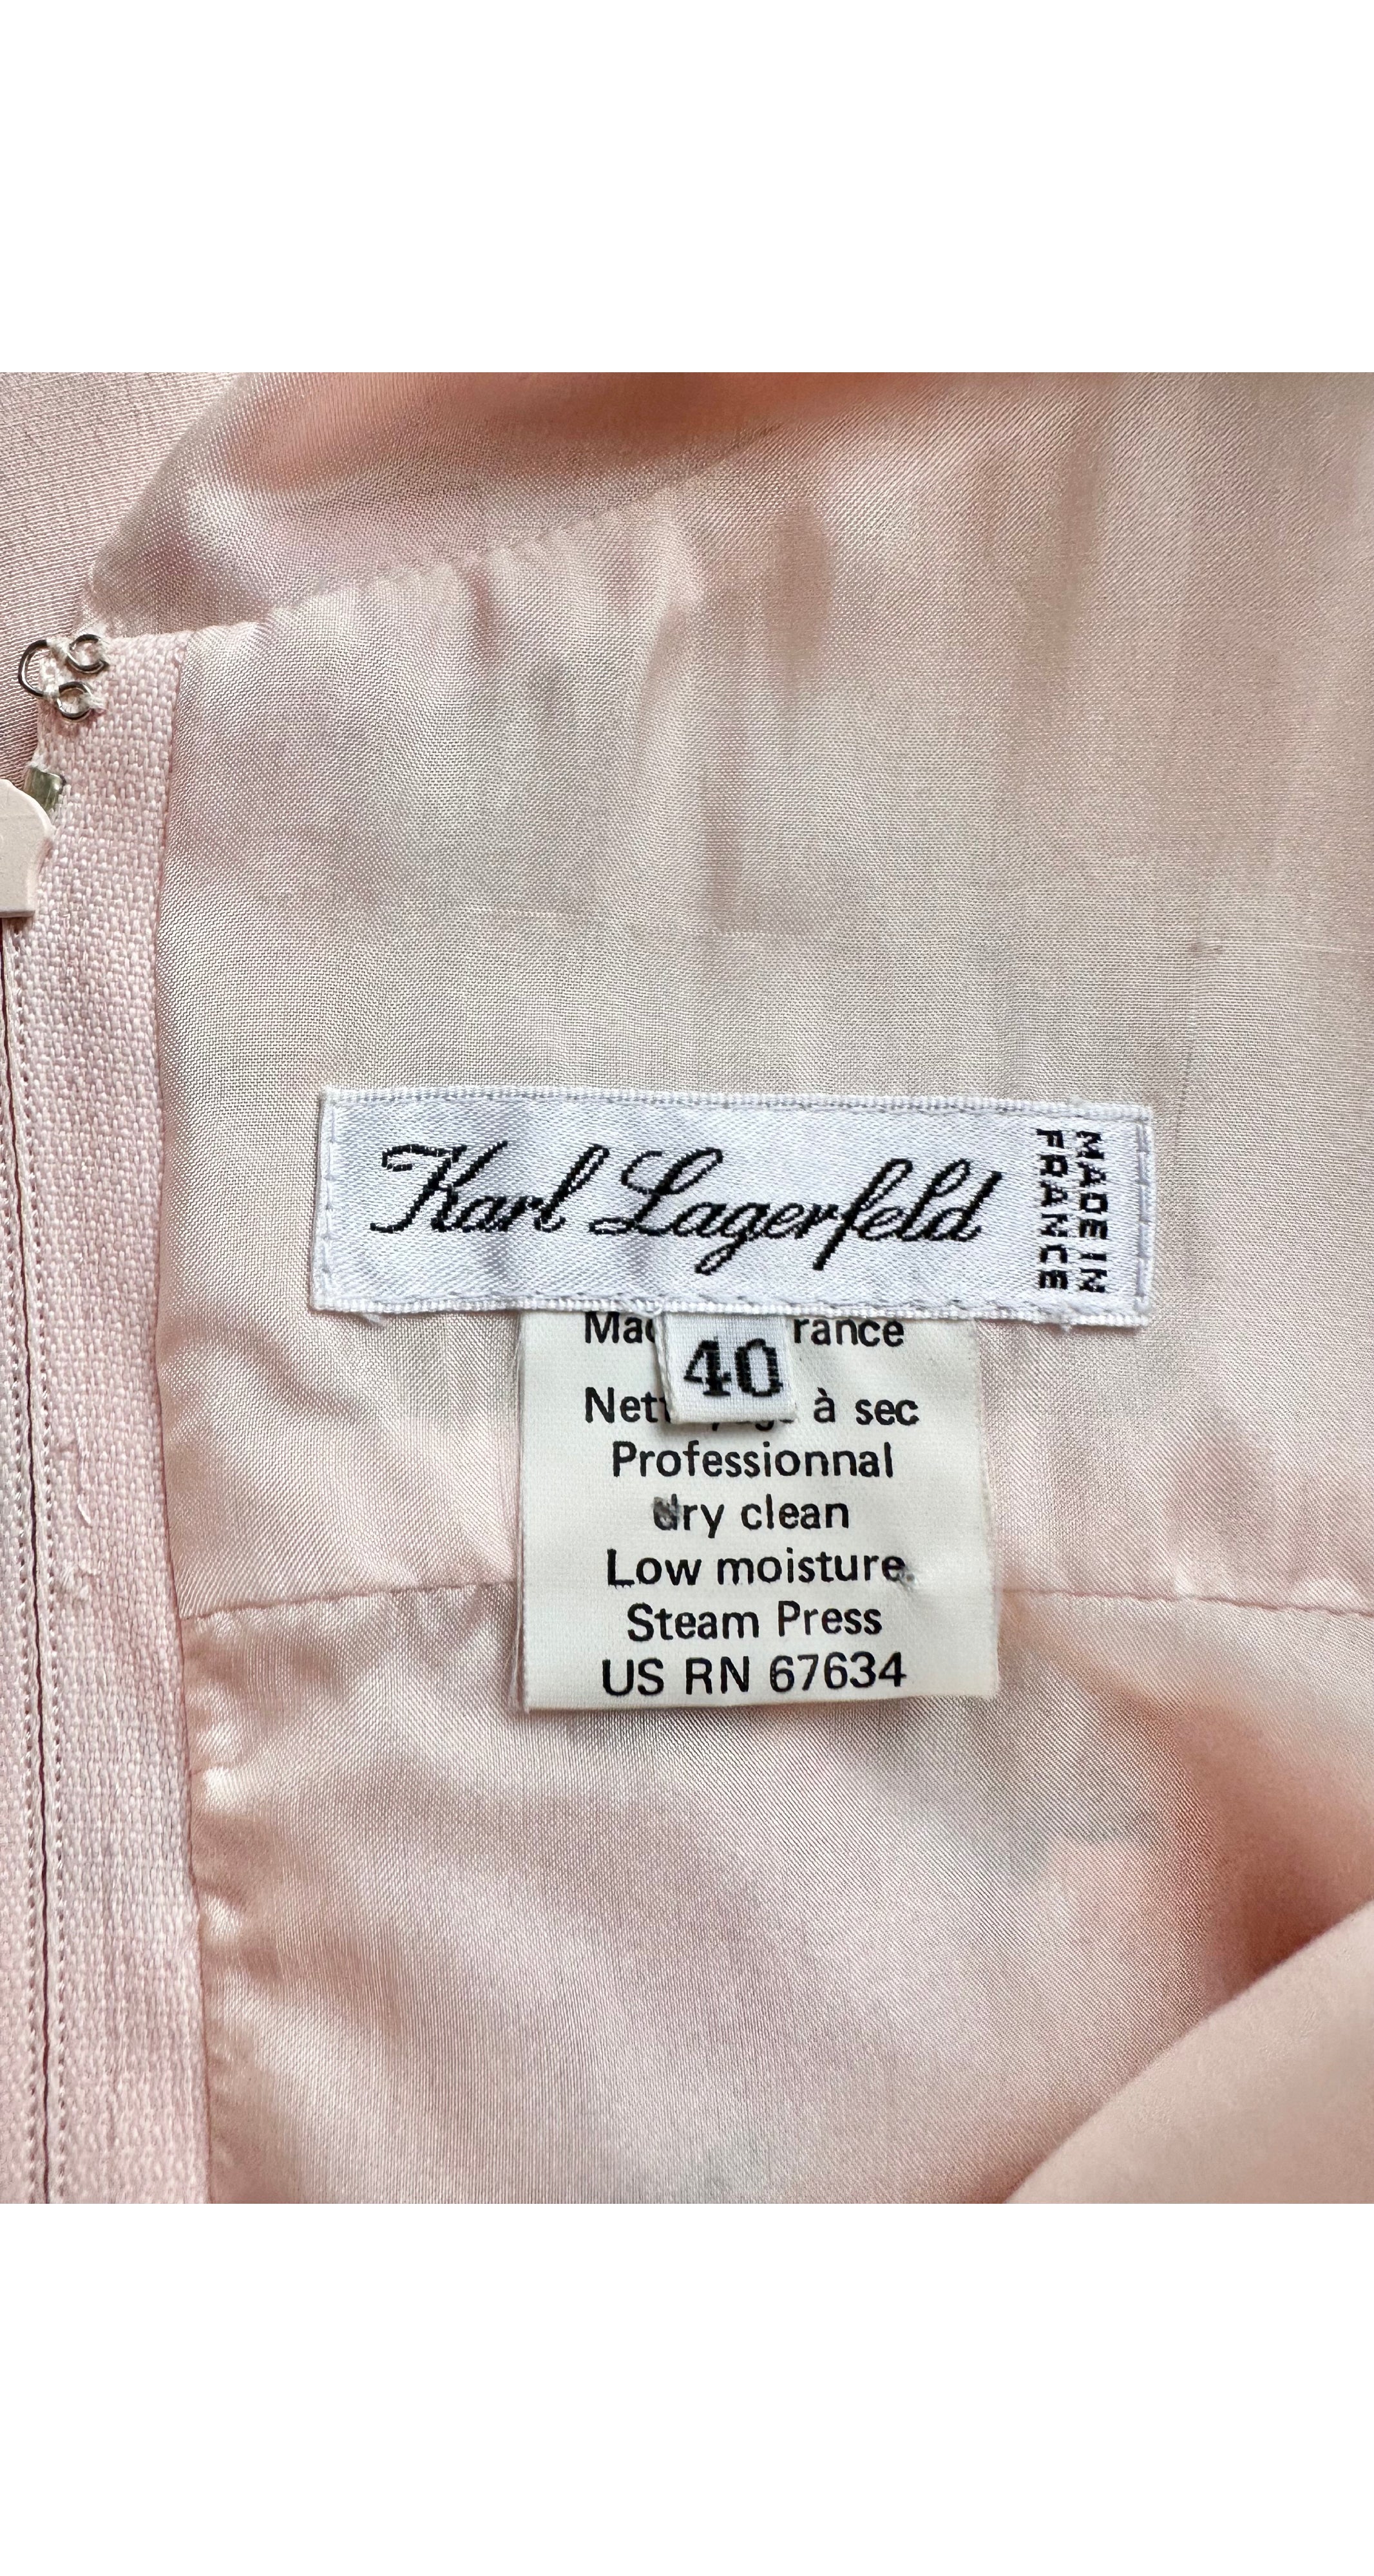 Karl Lagerfeld
MADE IN
FRANCE
40
à sec
Professionnal
dry clean
Low moisture.
Steam Press
US RN 67634